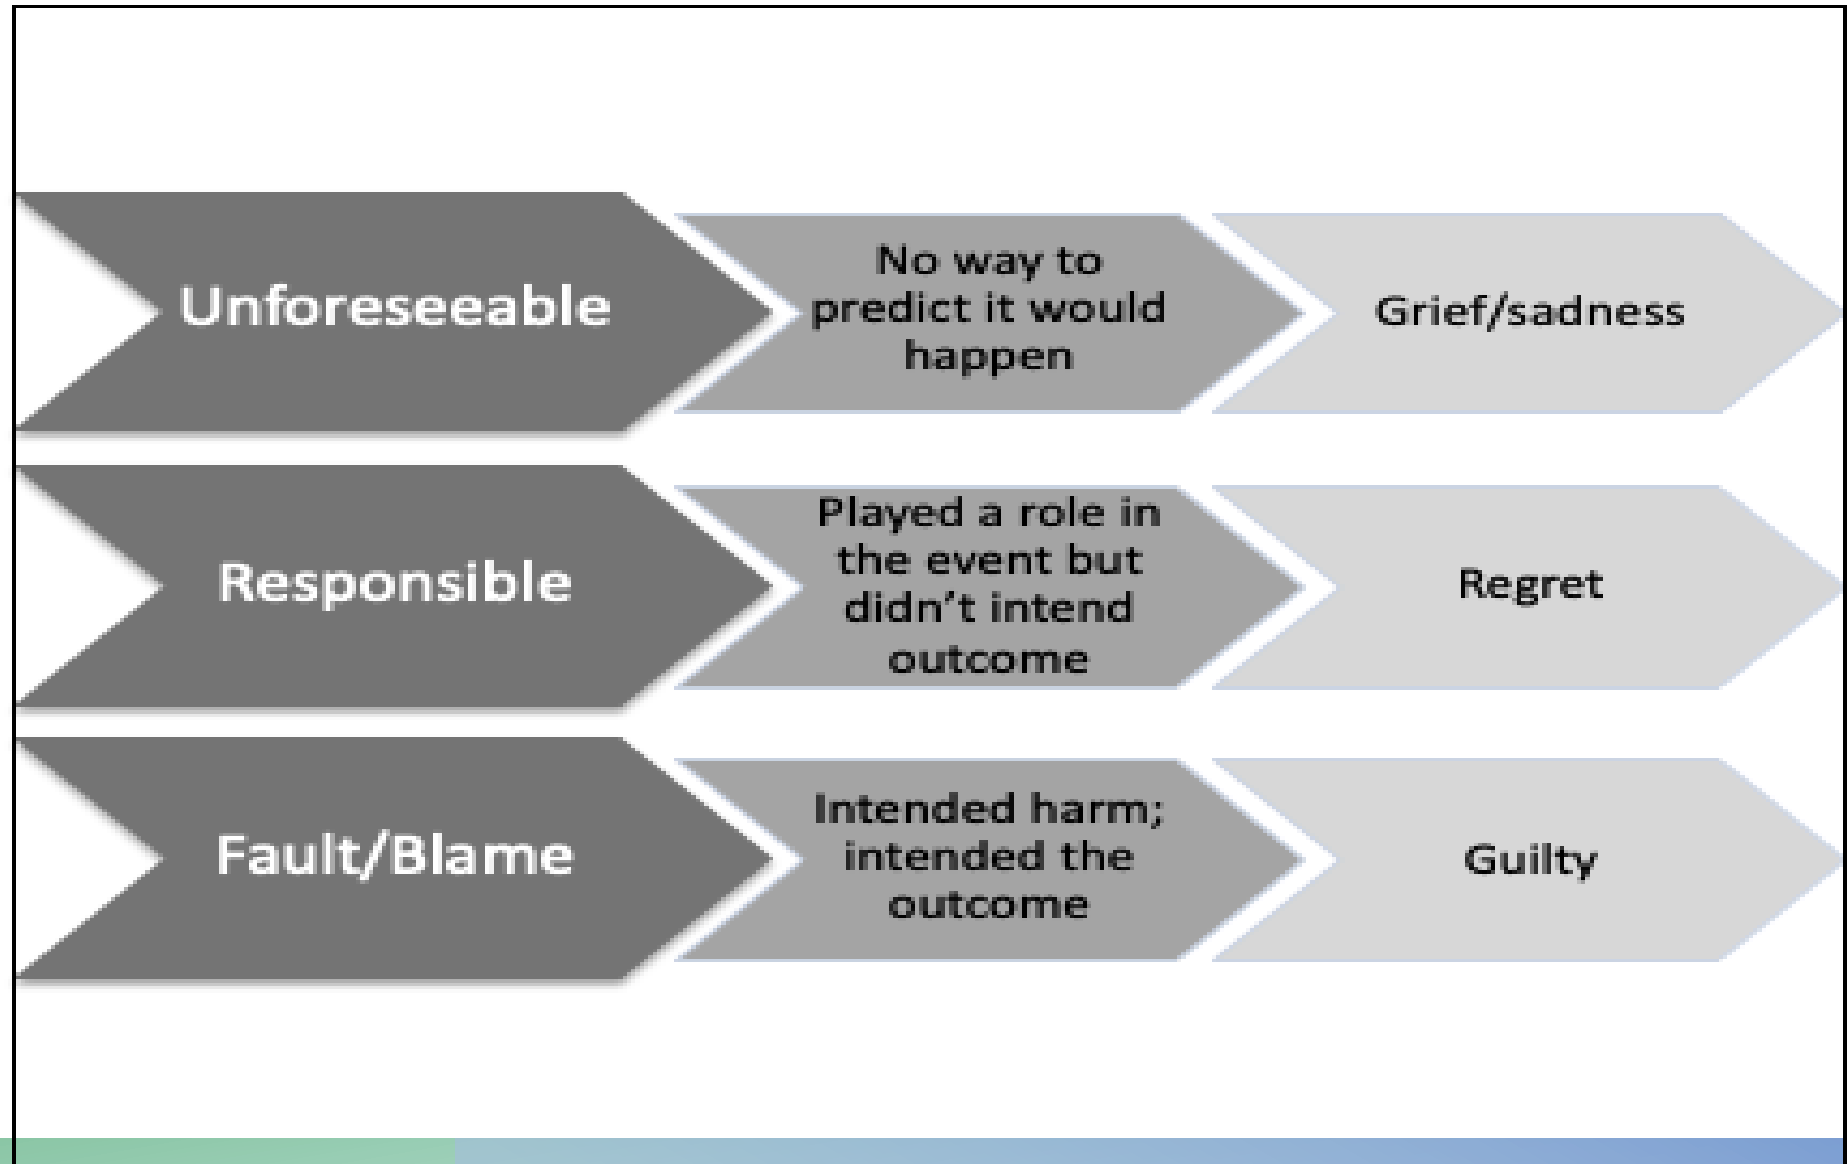 Unforeseeable
No way to
predict it would
happen
Grief/sadness
Responsible
Played a role in
the event but
didn't intend
outcome
Regret
Fault/Blame
Intended harm;
intended the
outcome
Guilty